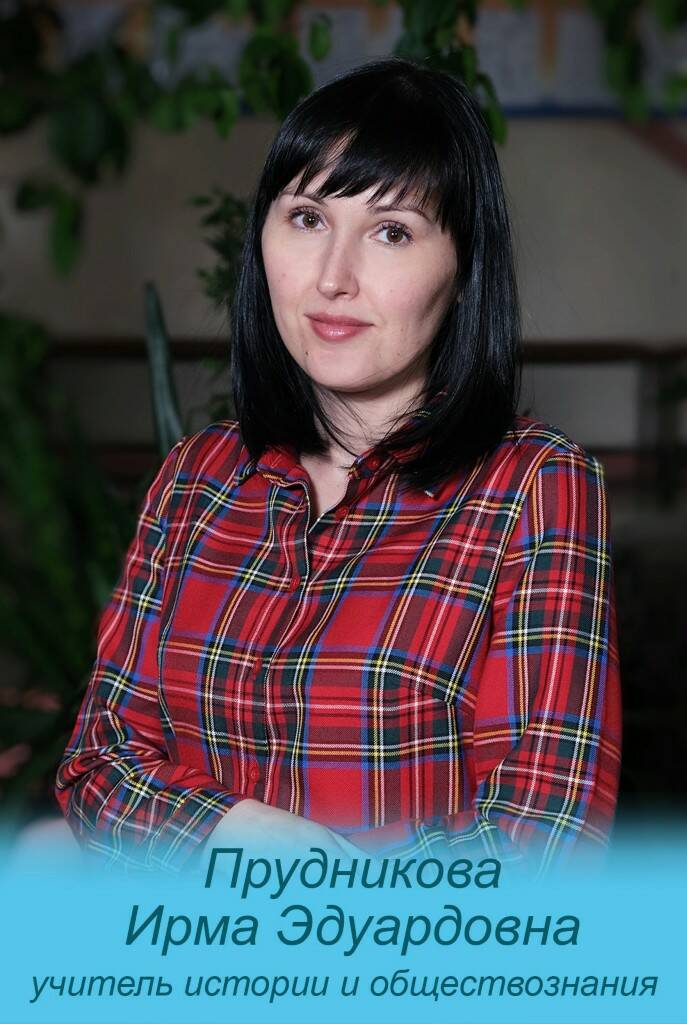 Прудникова
Ирма Эдуардовна
учитель истории и обществознания